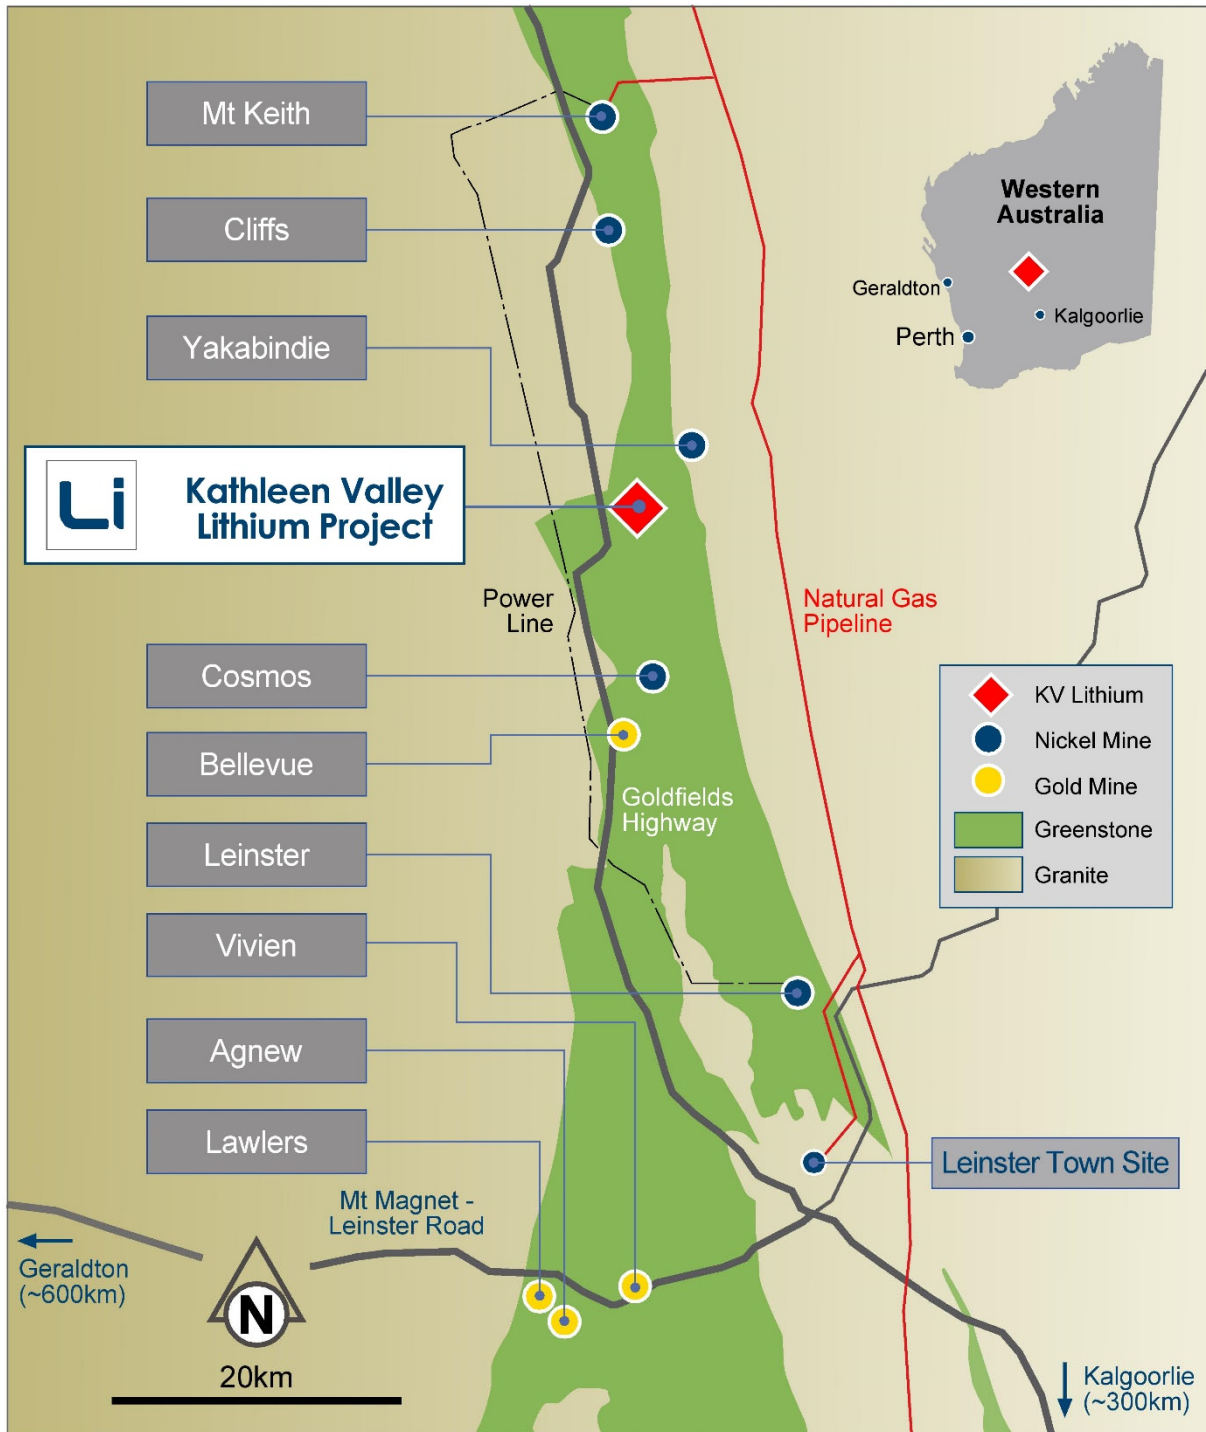 Mt Keith
Cliffs
Yakabindie
Li
Kathleen Valley
Lithium Project
Cosmos
Bellevue
Leinster
Vivien
Agnew
Lawlers
Western
Australia
Geraldton
Kalgoorlie
Perth
Power
Line
Natural Gas
Pipeline
Goldfields
Highway
KV Lithium
Nickel Mine
Gold Mine
Greenstone
Granite
Leinster Town Site
Mt Magnet -
Leinster Road
Geraldton
(~600km)
N
20km
Kalgoorlie
(~300km)